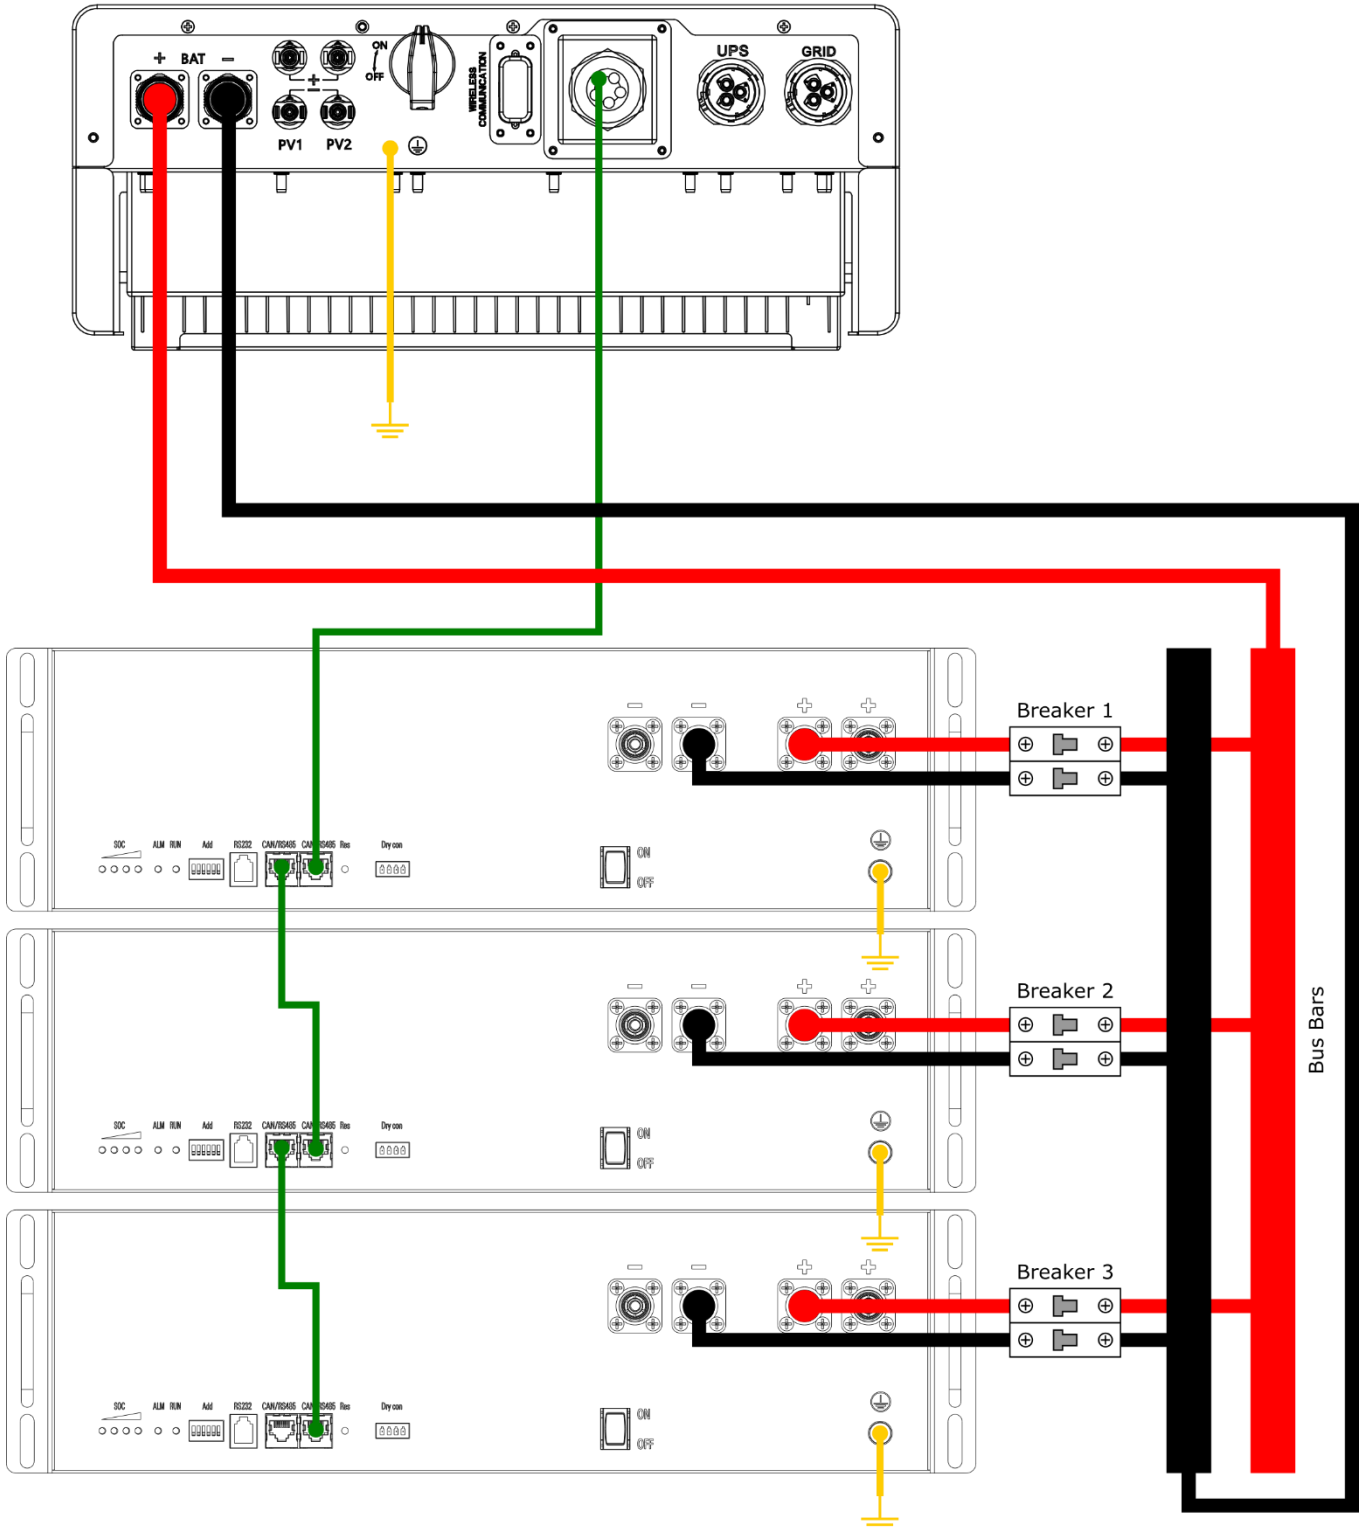 + BAT −
ON
OFF
+
−
PV1 PV2
WIRELESS
COMMUNICATION
UPS
GRID
− − + +
Breaker 1
SOC ALM RUN Add RS232 CAN/RS485 CAN/RS485 Res Dry con
ON
OFF
− − + +
Breaker 2
Bus Bars
SOC ALM RUN Add RS232 CAN/RS485 CAN/RS485 Res Dry con
ON
OFF
− − + +
Breaker 3
SOC ALM RUN Add RS232 CAN/RS485 CAN/RS485 Res Dry con
ON
OFF